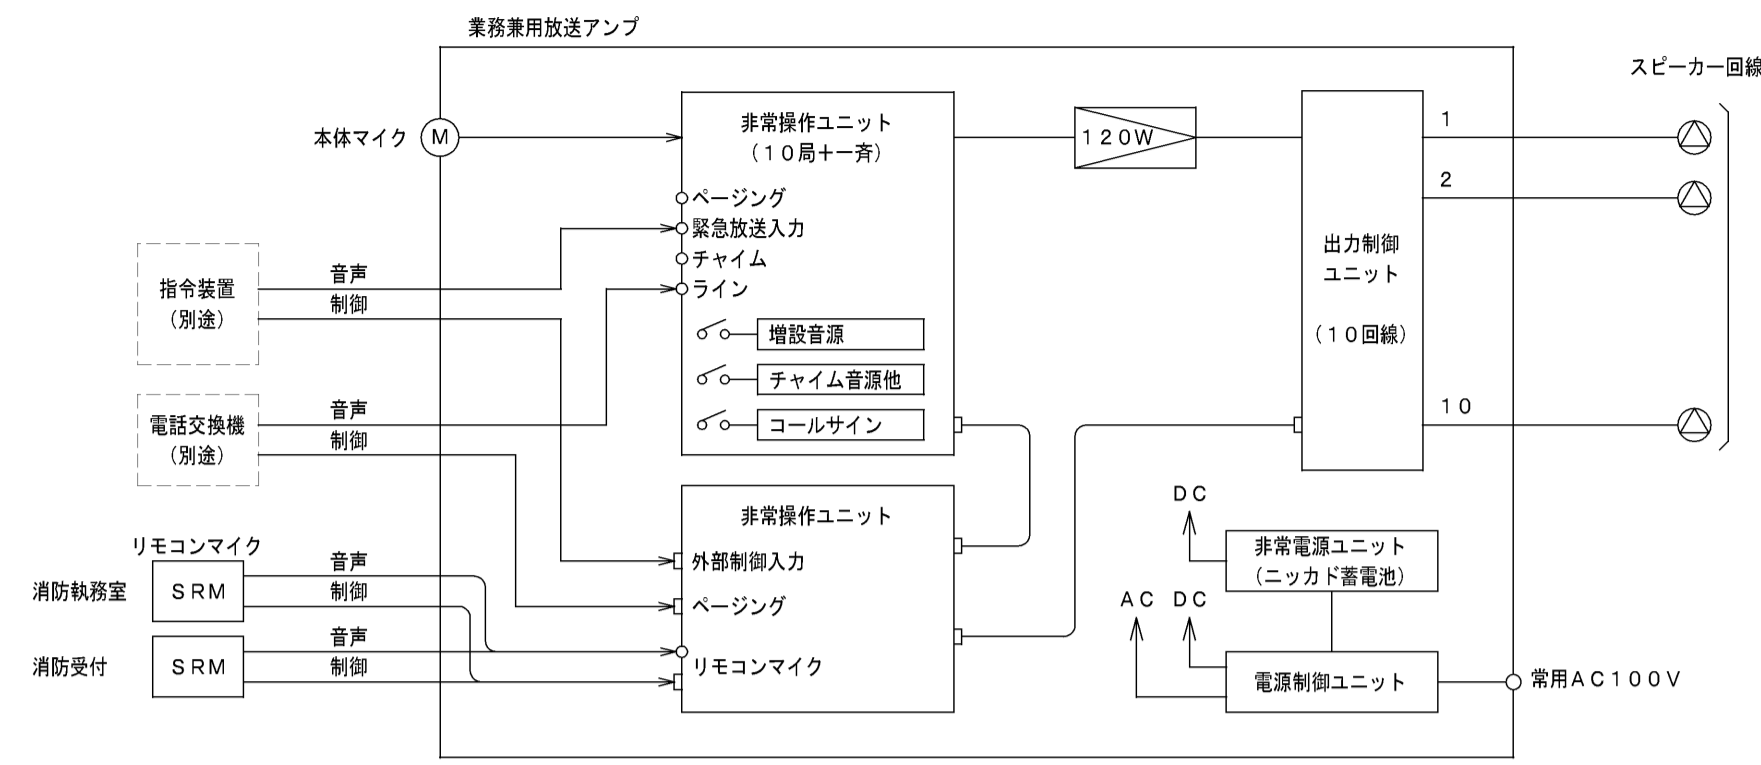 業務兼用放送アンプ
スピーカー回線
本体マイク
M
非常操作ユニット
（１０局＋一斉）
ページング
緊急放送入力
チャイム
ライン
増設音源
チャイム音源他
コールサイン
１２０Ｗ
出力制御
ユニット
（１０回線）
１
２
１０
指令装置
（別途）
音声
制御
電話交換機
（別途）
音声
制御
リモコンマイク
消防執務室
ＳＲＭ
音声
制御
消防受付
ＳＲＭ
音声
制御
非常操作ユニット
外部制御入力
ページング
リモコンマイク
ＤＣ
非常電源ユニット
（ニッカド蓄電池）
ＡＣ
ＤＣ
電源制御ユニット
常用ＡＣ１００Ｖ